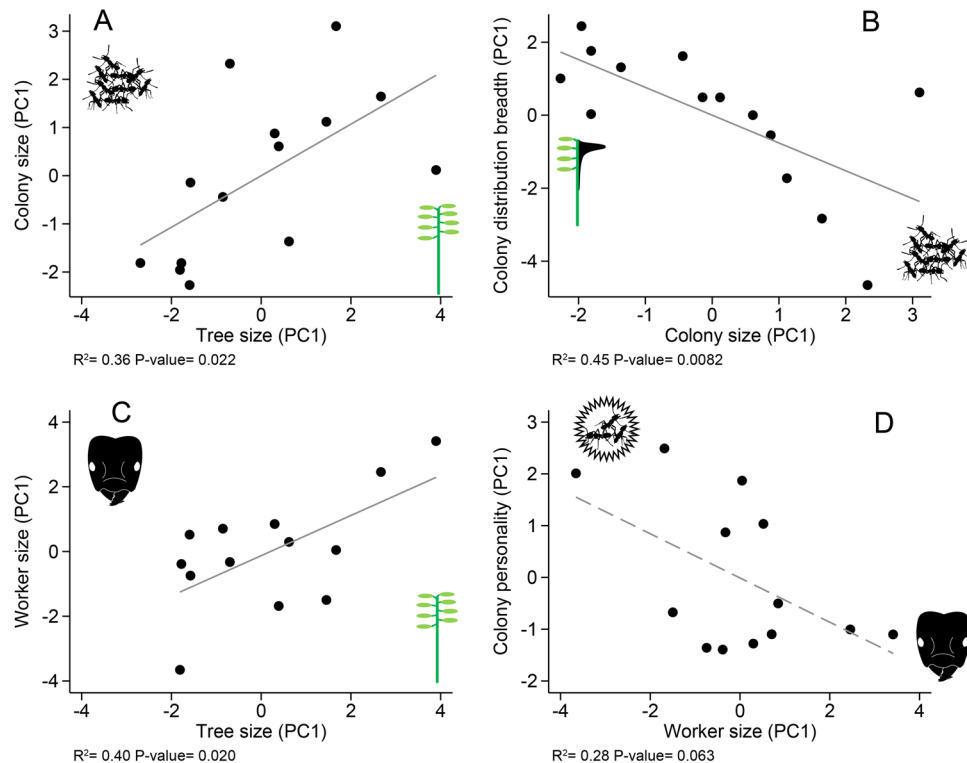 A
Colony size (PC1)
3
2
1
0
-1
-2
-4
-2
0
2
4
Tree size (PC1)
R²= 0.36 P-value= 0.022
B
Colony distribution breadth (PC1)
2
0
-2
-4
-2
-1
0
1
2
3
Colony size (PC1)
R²= 0.45 P-value= 0.0082
C
Worker size (PC1)
4
2
0
-2
-4
-4
-2
0
2
4
Tree size (PC1)
R²= 0.40 P-value= 0.020
D
Colony personality (PC1)
3
2
1
0
-1
-2
-4
-2
0
2
4
Worker size (PC1)
R²= 0.28 P-value= 0.063